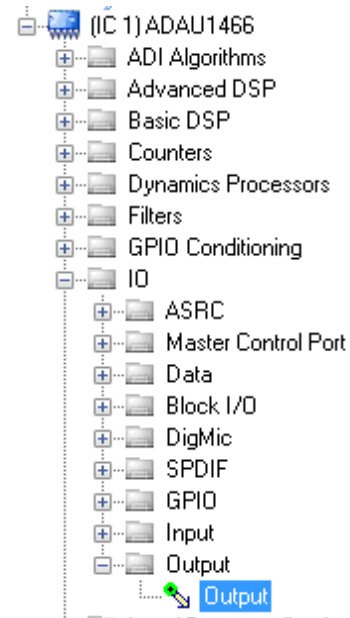 (IC 1) ADAU1466
ADI Algorithms
Advanced DSP
Basic DSP
Counters
Dynamics Processors
Filters
GPIO Conditioning
IO
ASRC
Master Control Port
Data
Block I/O
DigMic
SPDIF
GPIO
Input
Output
Output